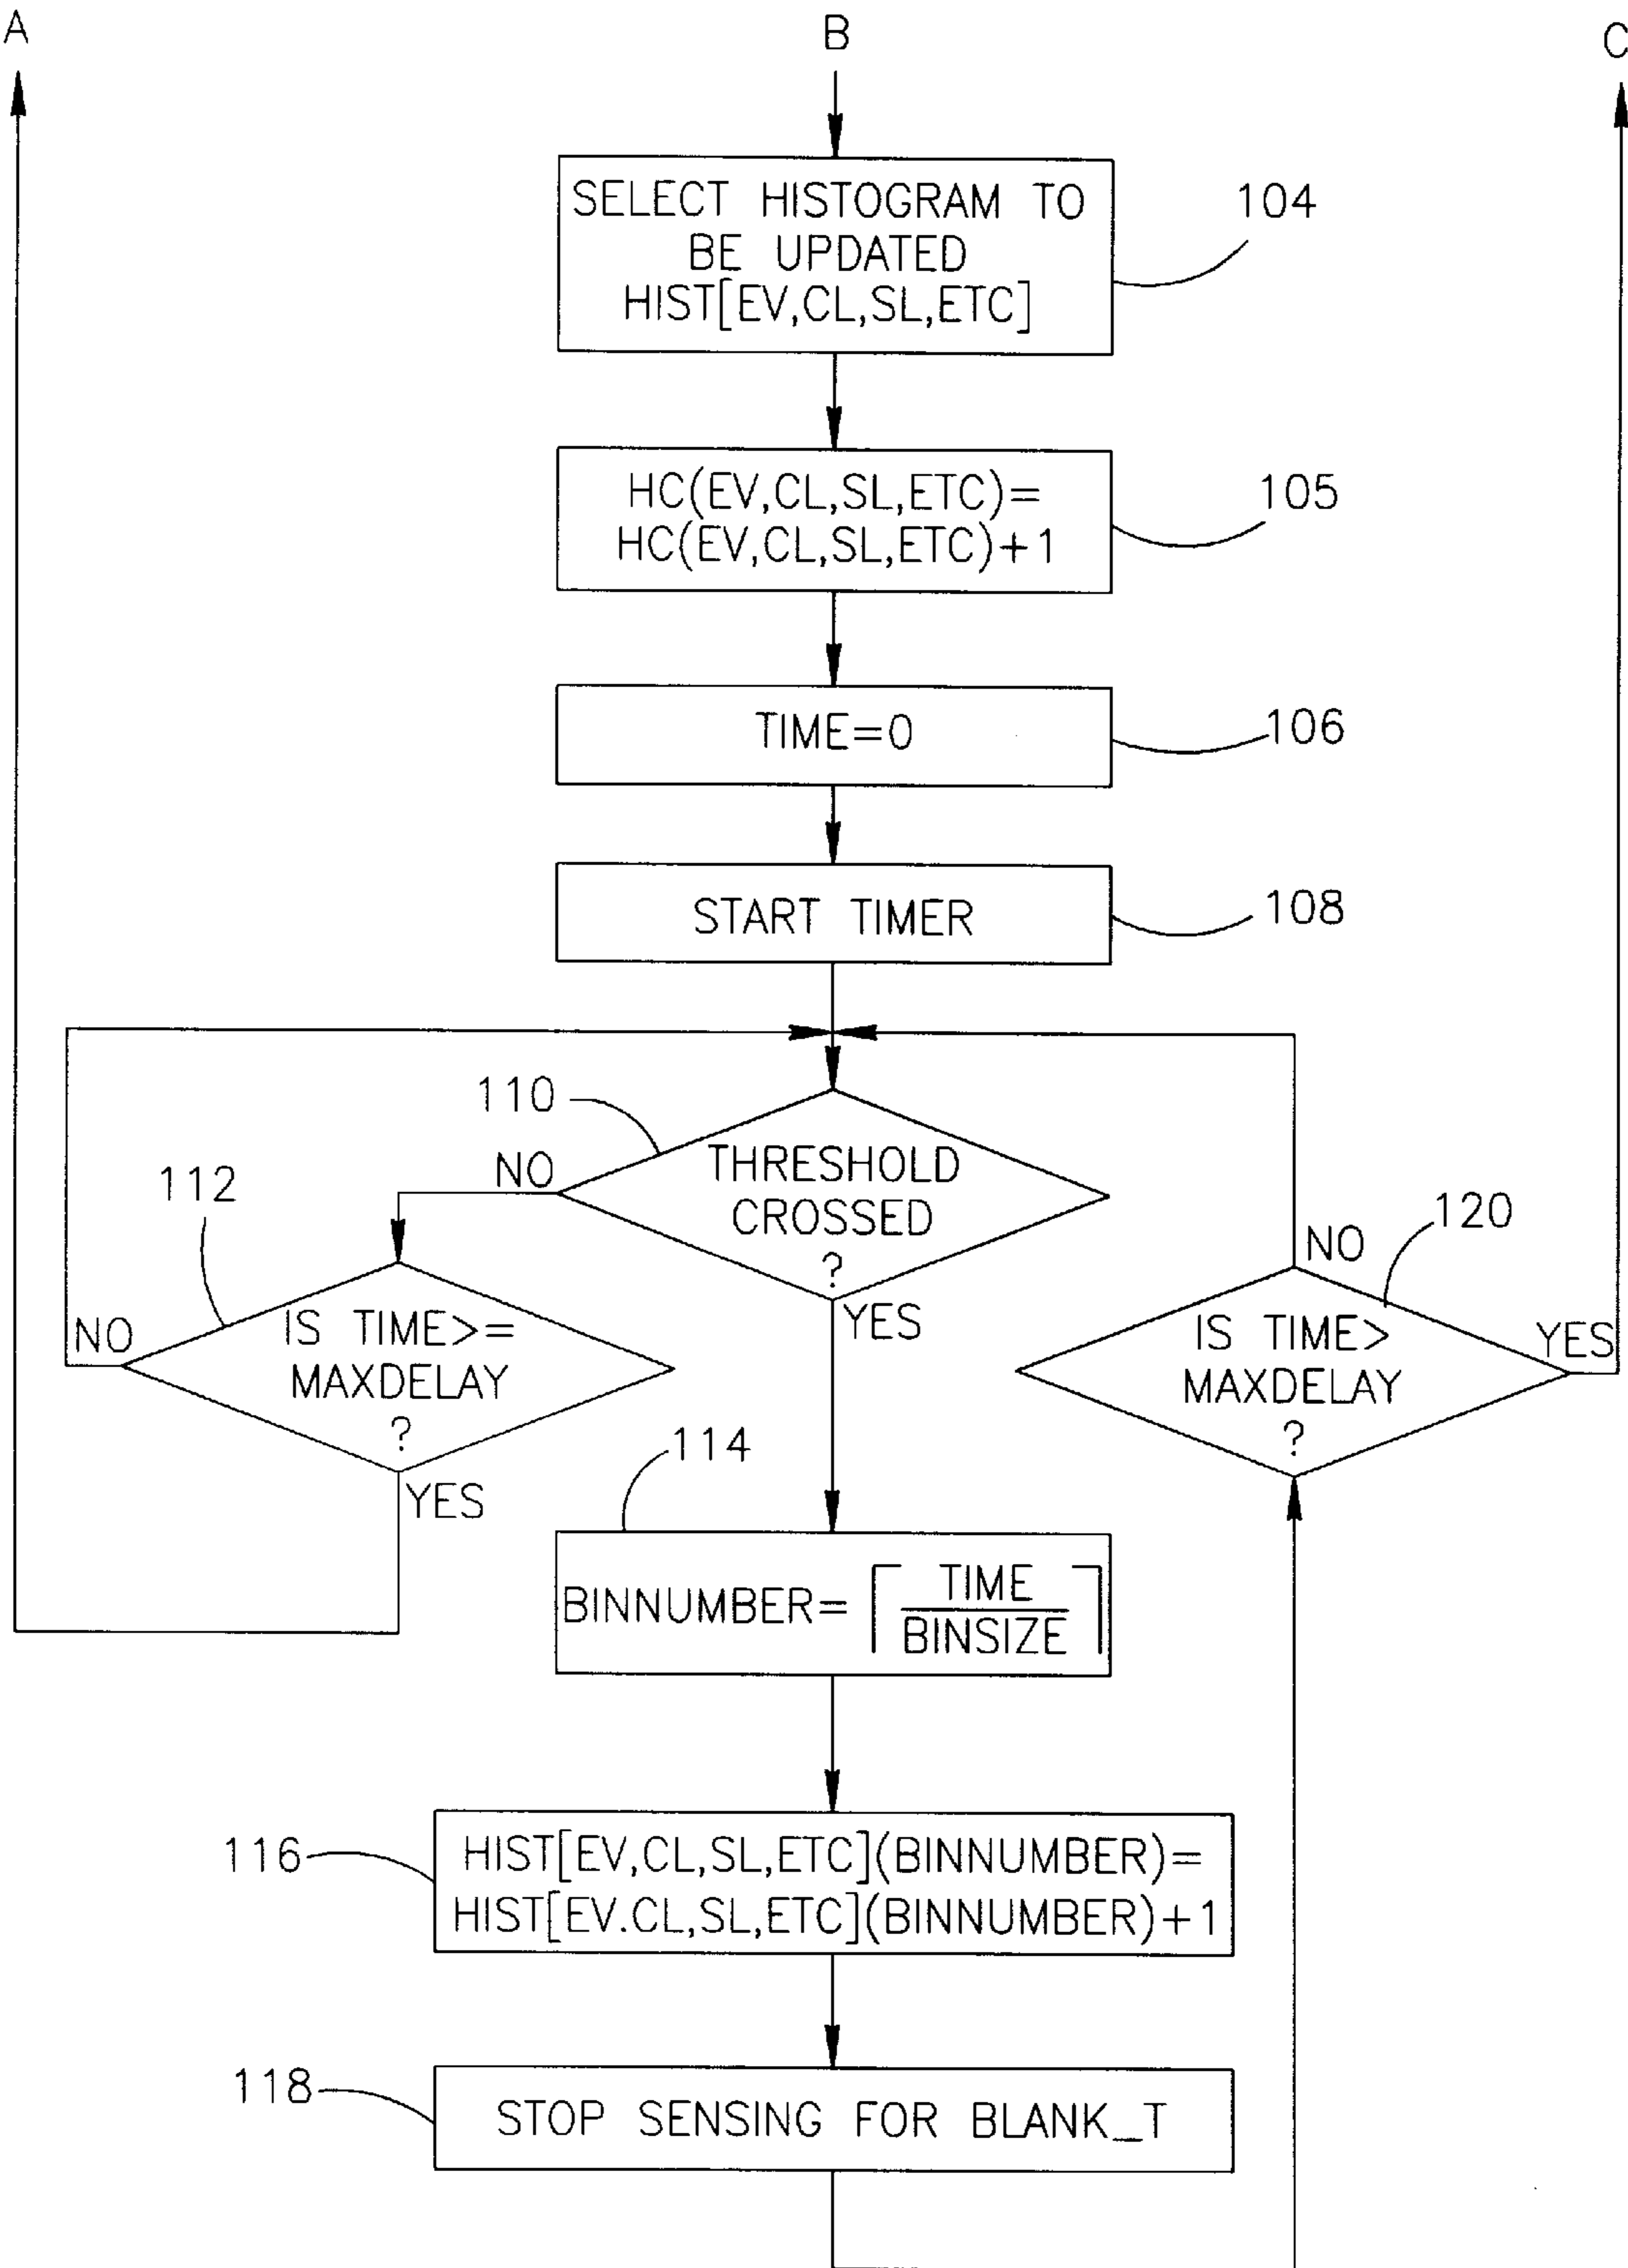 A
B
C
SELECT HISTOGRAM TO
BE UPDATED
HIST[EV,CL,SL,ETC]
104
HC(EV,CL,SL,ETC)=
HC(EV,CL,SL,ETC)+1
105
TIME=0
106
START TIMER
108
110
THRESHOLD
CROSSED
?
NO
YES
112
IS TIME>=
MAXDELAY
?
NO
YES
120
IS TIME>
MAXDELAY
?
NO
YES
114
BINNUMBER=⌈TIME/BINSIZE⌉
116
HIST[EV,CL,SL,ETC](BINNUMBER)=
HIST[EV.CL,SL,ETC](BINNUMBER)+1
118
STOP SENSING FOR BLANK_T